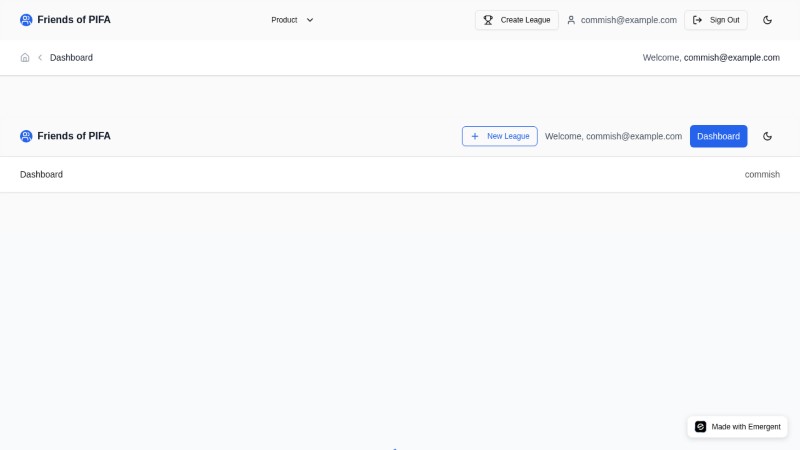 Friends of PIFA Product Create League commish@example.com Sign Out
Dashboard Welcome, commish@example.com
Friends of PIFA New League Welcome, commish@example.com Dashboard
Dashboard commish
Made with Emergent